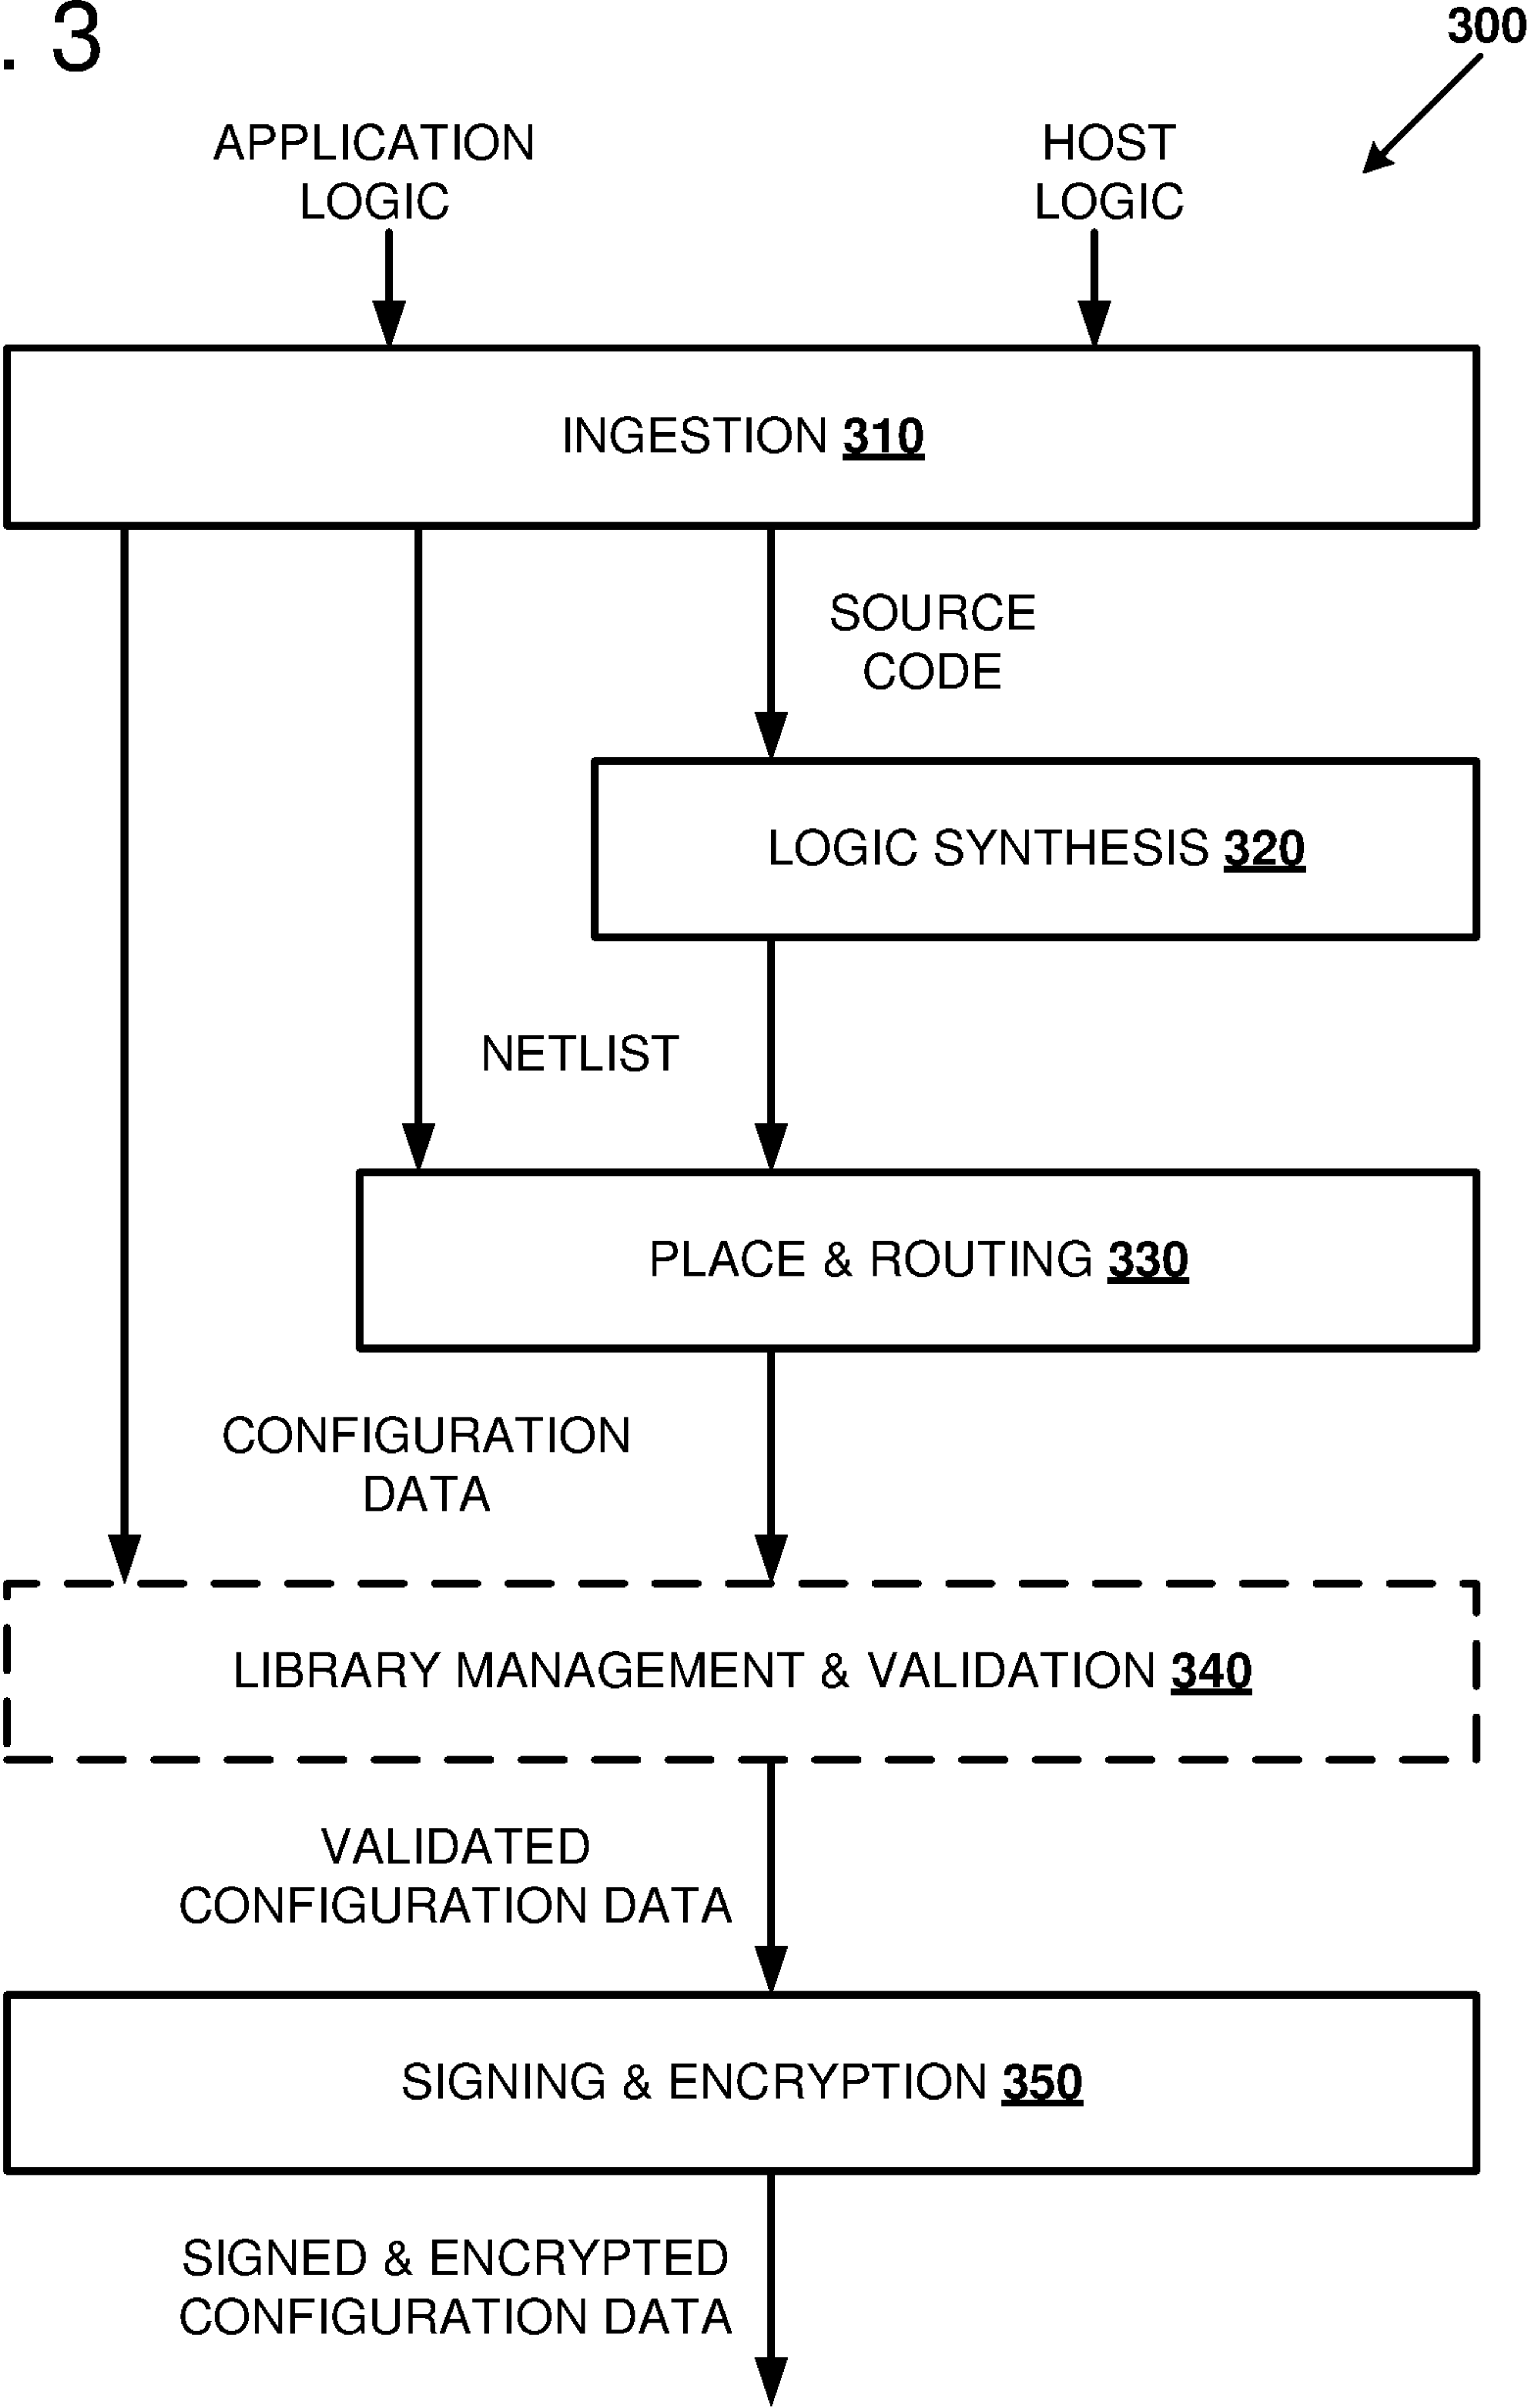 . 3
300
APPLICATION
LOGIC
HOST
LOGIC
INGESTION 310
SOURCE
CODE
LOGIC SYNTHESIS 320
NETLIST
PLACE & ROUTING 330
CONFIGURATION
DATA
LIBRARY MANAGEMENT & VALIDATION 340
VALIDATED
CONFIGURATION DATA
SIGNING & ENCRYPTION 350
SIGNED & ENCRYPTED
CONFIGURATION DATA